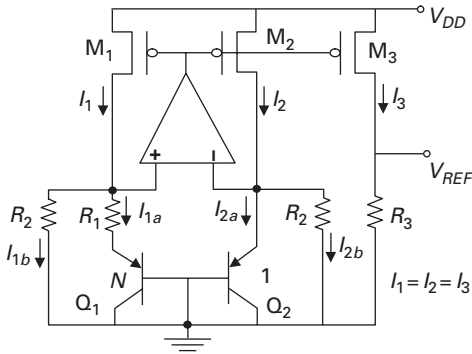 V_DD
M_1
M_2
M_3
I_1
I_2
I_3
+
–
V_REF
R_2
R_1
I_1a
I_2a
R_2
R_3
I_1b
N
1
I_2b
I_1 = I_2 = I_3
Q_1
Q_2